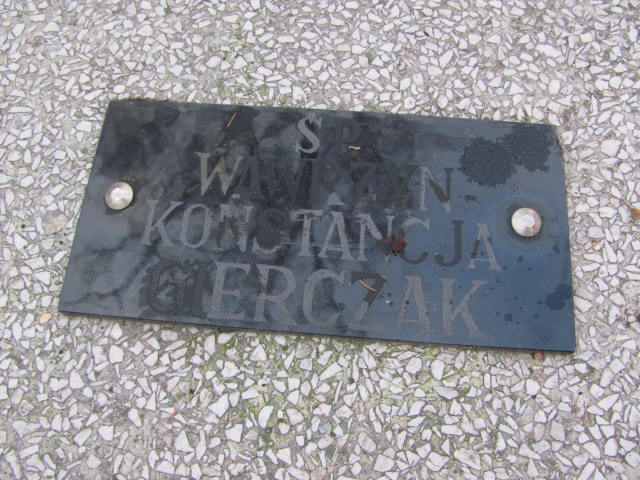 ŚP
WAWRZYN
KONSTANCJA
GIERCZAK